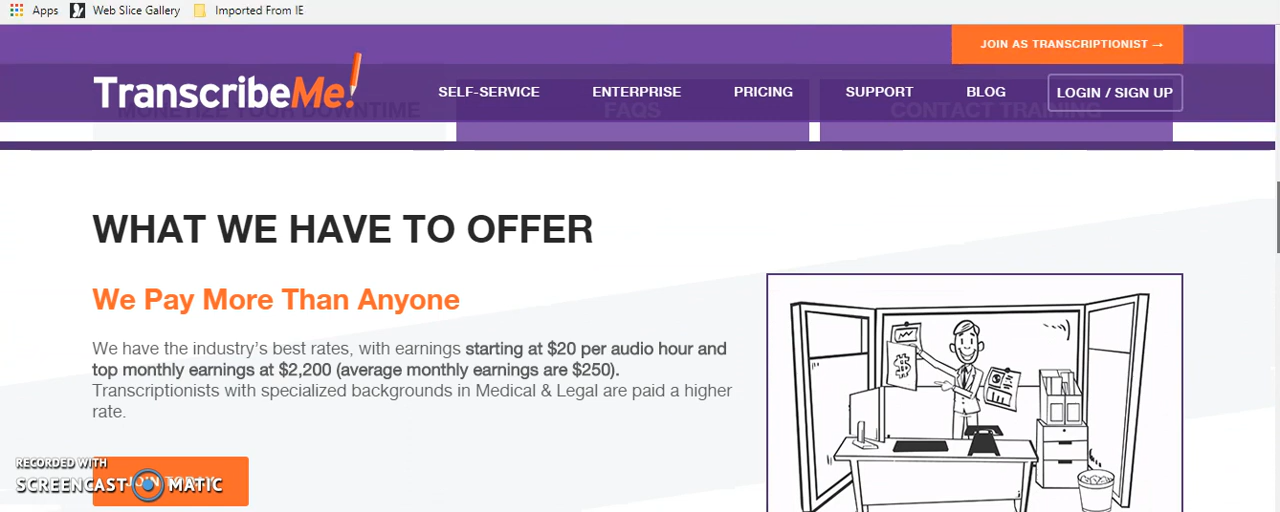 Apps Web Slice Gallery Imported From IE
JOIN AS TRANSCRIPTIONIST →
TranscribeMe!
SELF-SERVICE ENTERPRISE PRICING SUPPORT BLOG LOGIN / SIGN UP
MONETIZE YOUR DOWNTIME FAQS CONTACT TRAINING
WHAT WE HAVE TO OFFER
We Pay More Than Anyone
We have the industry's best rates, with earnings starting at $20 per audio hour and
top monthly earnings at $2,200 (average monthly earnings are $250).
Transcriptionists with specialized backgrounds in Medical & Legal are paid a higher
rate.
RECORDED WITH
SCREENCAST MATIC
JOIN